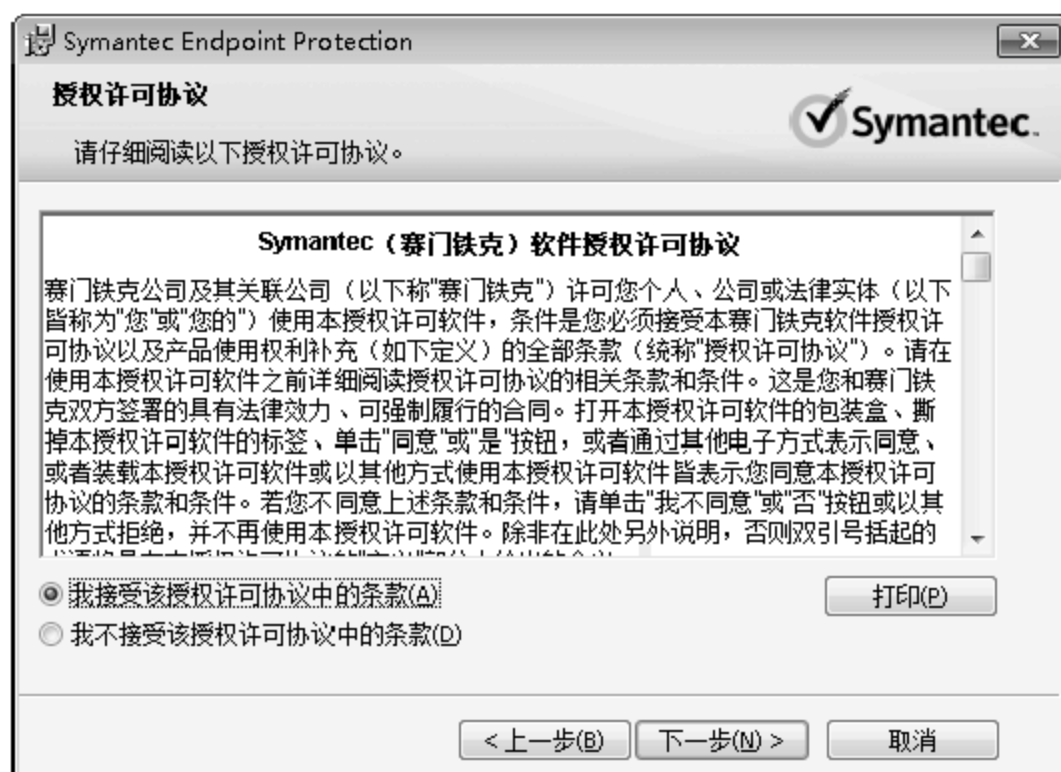 Symantec Endpoint Protection
授权许可协议
请仔细阅读以下授权许可协议。
Symantec.
Symantec（赛门铁克）软件授权许可协议
赛门铁克公司及其关联公司（以下称"赛门铁克"）许可您个人、公司或法律实体（以下
皆称为"您"或"您的"）使用本授权许可软件，条件是您必须接受本赛门铁克软件授权许
可协议以及产品使用权利补充（如下定义）的全部条款（统称"授权许可协议"）。请在
使用本授权许可软件之前详细阅读授权许可协议的相关条款和条件。这是您和赛门铁
克双方签署的具有法律效力、可强制履行的合同。打开本授权许可软件的包装盒、撕
掉本授权许可软件的标签、单击"同意"或"是"按钮，或者通过其他电子方式表示同意、
或者装载本授权许可软件或以其他方式使用本授权许可软件皆表示您同意本授权许可
协议的条款和条件。若您不同意上述条款和条件，请单击"我不同意"或"否"按钮或以其
他方式拒绝，并不再使用本授权许可软件。除非在此处另外说明，否则双引号括起的
我接受该授权许可协议中的条款(A)
打印(P)
我不接受该授权许可协议中的条款(D)
<上一步(B)
下一步(N) >
取消